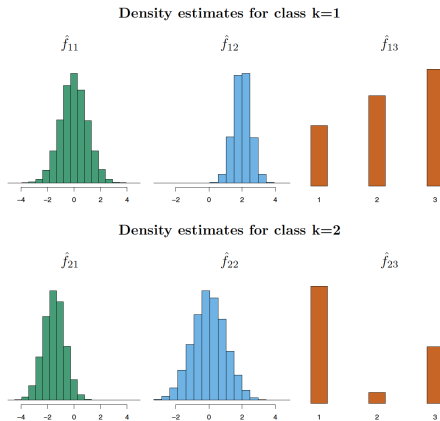 Density estimates for class k=1
f̂₁₁ f̂₁₂ f̂₁₃
−4 −2 0 2 4 −2 0 2 4 1 2 3
Density estimates for class k=2
f̂₂₁ f̂₂₂ f̂₂₃
−4 −2 0 2 4 −2 0 2 4 1 2 3